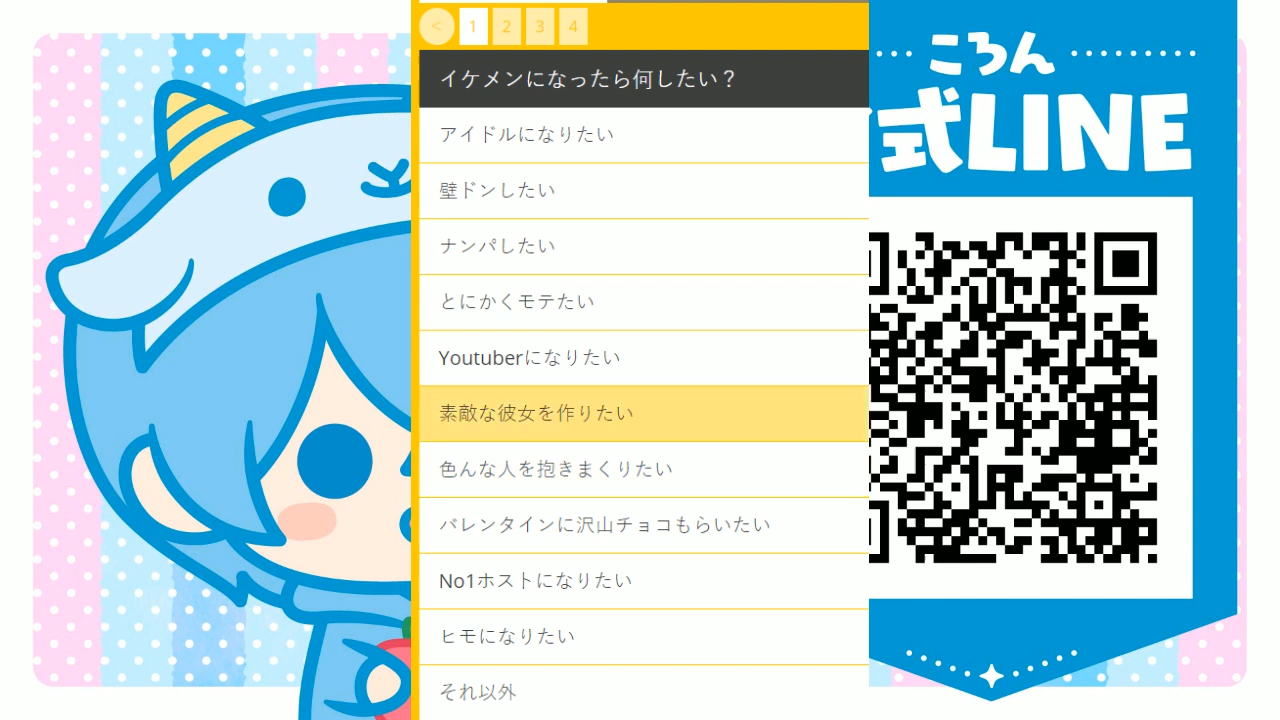 < 1 2 3 4
イケメンになったら何したい？
アイドルになりたい
壁ドンしたい
ナンパしたい
とにかくモテたい
Youtuberになりたい
素敵な彼女を作りたい
色んな人を抱きまくりたい
バレンタインに沢山チョコもらいたい
No1ホストになりたい
ヒモになりたい
それ以外
ころん
式LINE